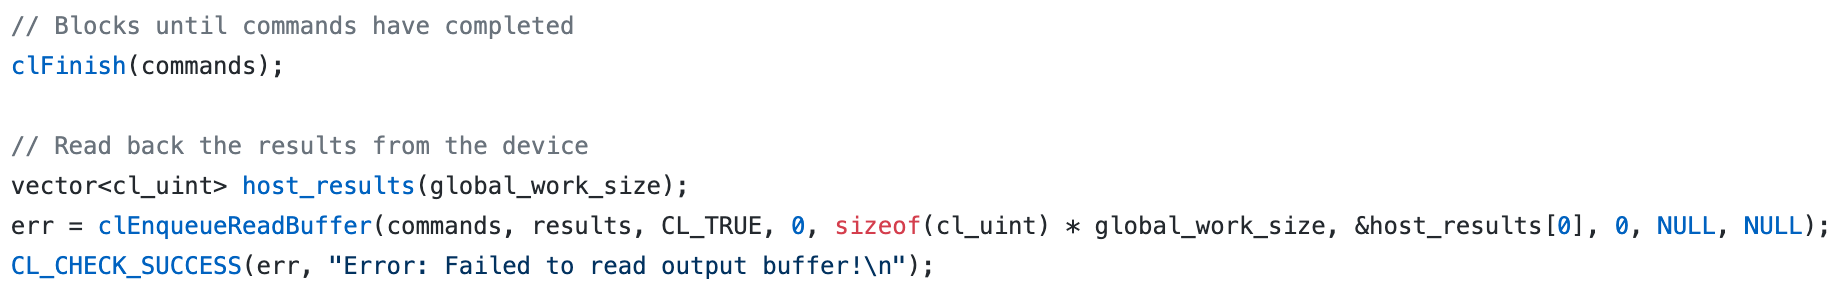 // Blocks until commands have completed
clFinish(commands);
// Read back the results from the device
vector<cl_uint> host_results(global_work_size);
err = clEnqueueReadBuffer(commands, results, CL_TRUE, 0, sizeof(cl_uint) * global_work_size, &host_results[0], 0, NULL, NULL);
CL_CHECK_SUCCESS(err, "Error: Failed to read output buffer!\n");